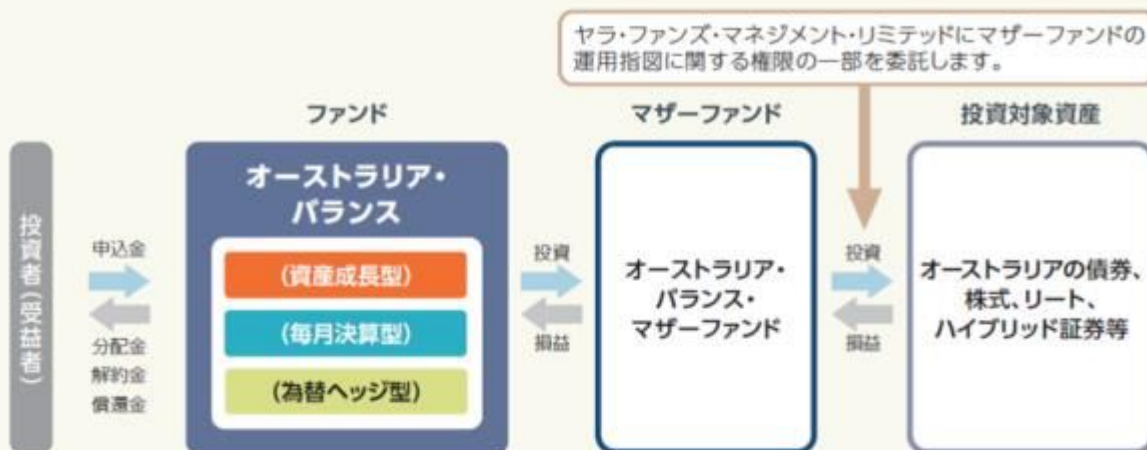 ヤラ・ファンズ・マネジメント・リミテッドにマザーファンドの
運用指図に関する権限の一部を委託します。
ファンド
マザーファンド
投資対象資産
投資者(受益者)
申込金
分配金
解約金
償還金
オーストラリア・
バランス
(資産成長型)
(毎月決算型)
(為替ヘッジ型)
投資
損益
オーストラリア・
バランス・
マザーファンド
投資
損益
オーストラリアの債券、
株式、リート、
ハイブリッド証券等